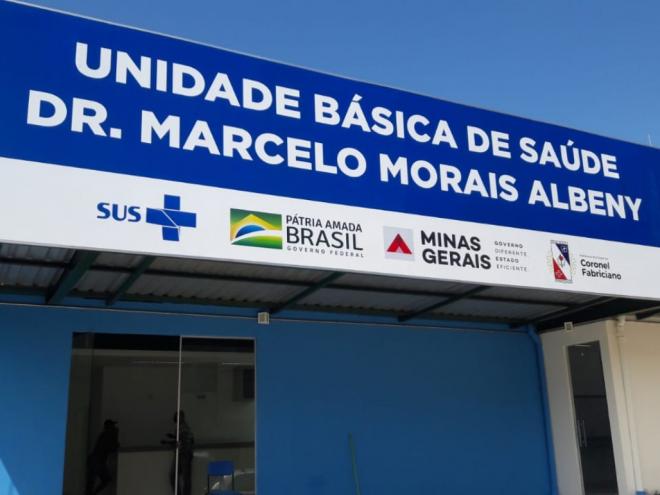 UNIDADE BÁSICA DE SAÚDE
DR. MARCELO MORAIS ALBENY
SUS
PÁTRIA AMADA
BRASIL
GOVERNO FEDERAL
MINAS
GERAIS
GOVERNO
DIFERENTE
ESTADO
EFICIENTE.
Coronel
Fabriciano